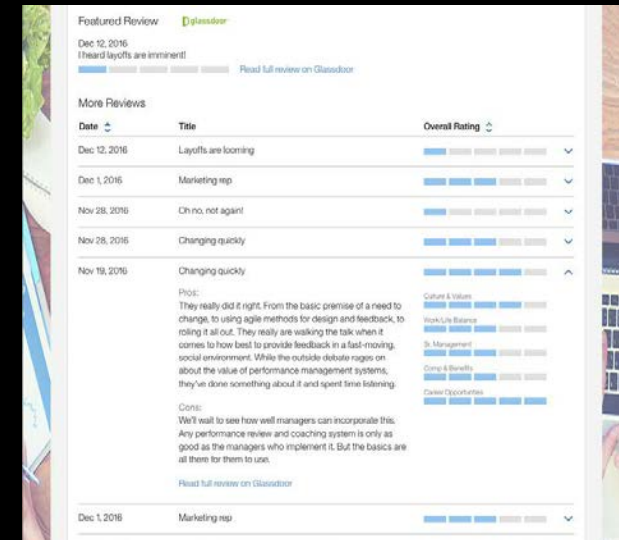 Featured Review glassdoor
Dec 12, 2016
I heard layoffs are imminent!
Read full review on Glassdoor
More Reviews
Date Title Overall Rating
Dec 12, 2016 Layoffs are looming
Dec 1, 2016 Marketing rep
Nov 28, 2016 Oh no, not again!
Nov 28, 2016 Changing quickly
Nov 19, 2016 Changing quickly
Pros:
They really did it right. From the basic premise of a need to
change, to using agile methods for design and feedback, to
rolling it all out. They really are walking the talk when it
comes to how best to provide feedback in a fast-moving,
social environment. While the outside debate rages on
about the value of performance management systems,
they've done something about it and spent time listening.
Cons:
We'll wait to see how well managers can incorporate this.
Any performance review and coaching system is only as
good as the managers who implement it. But the basics are
all there for them to use.
Read full review on Glassdoor
Culture & Values
Work/Life Balance
Sr. Management
Comp & Benefits
Career Opportunities
Dec 1, 2016 Marketing rep